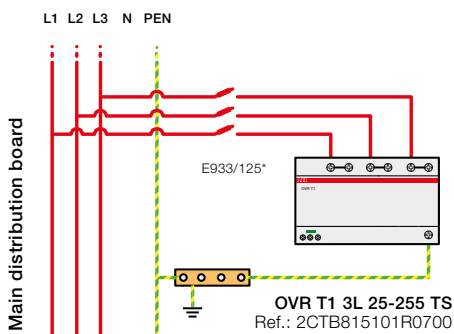 L1 L2 L3 N PEN
Main distribution board
E933/125*
ABB
OVR T1
OVR T1 3L 25-255 TS
Ref.: 2CTB815101R0700